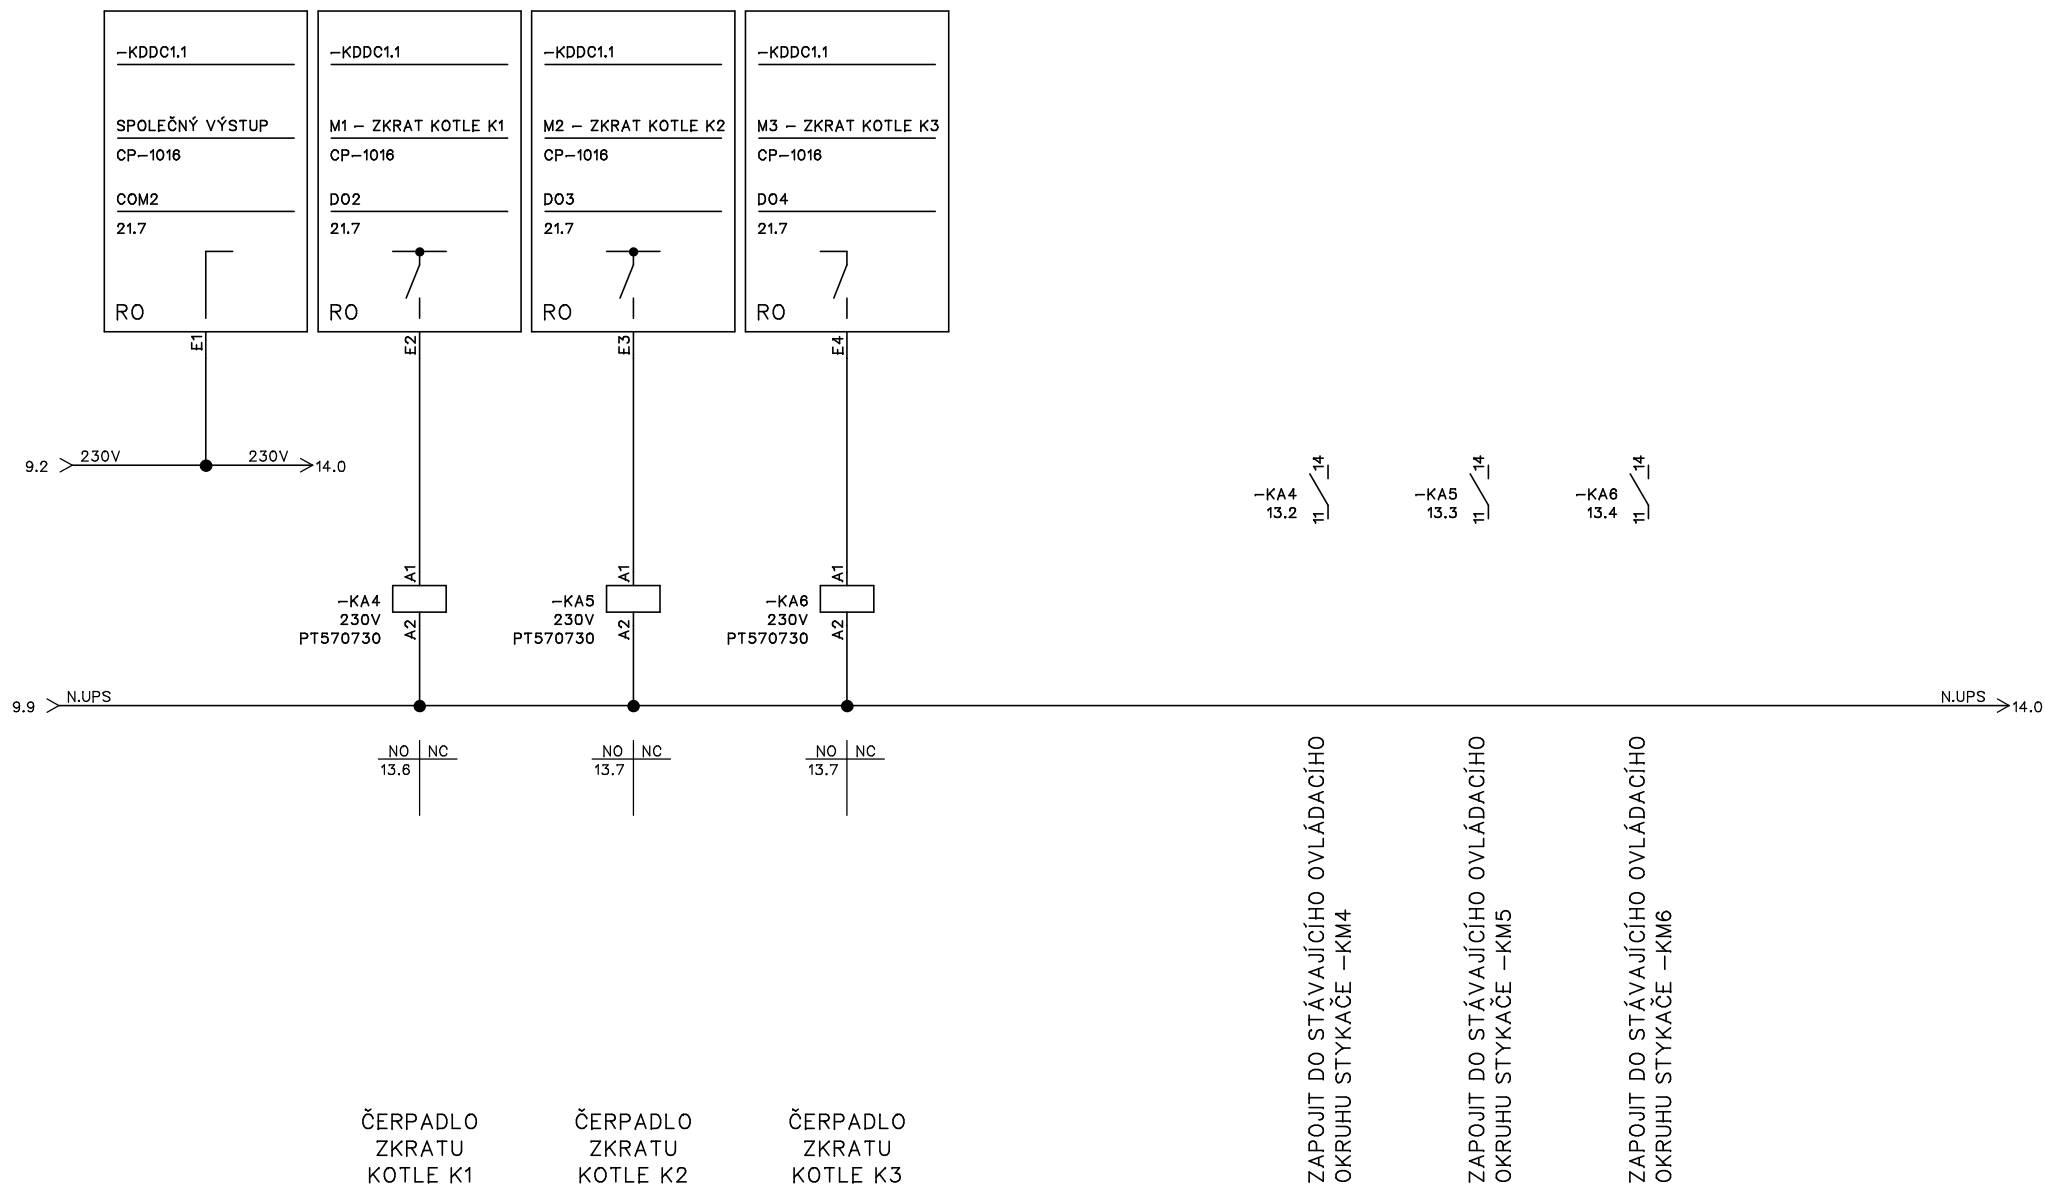 –KDDC1.1
SPOLEČNÝ VÝSTUP
CP–1016
COM2
21.7
RO
E1
–KDDC1.1
M1 – ZKRAT KOTLE K1
CP–1016
DO2
21.7
RO
E2
–KDDC1.1
M2 – ZKRAT KOTLE K2
CP–1016
DO3
21.7
RO
E3
–KDDC1.1
M3 – ZKRAT KOTLE K3
CP–1016
DO4
21.7
RO
E4
9.2
230V
230V
14.0
–KA4
13.2
14
11
–KA5
13.3
14
11
–KA6
13.4
14
11
A1
–KA4
230V
PT570730
A2
A1
–KA5
230V
PT570730
A2
A1
–KA6
230V
PT570730
A2
9.9
N.UPS
N.UPS
14.0
NO NC
13.6
NO NC
13.7
NO NC
13.7
ZAPOJIT DO STÁVAJÍCÍHO OVLÁDACÍHO
OKRUHU STYKAČE –KM4
ZAPOJIT DO STÁVAJÍCÍHO OVLÁDACÍHO
OKRUHU STYKAČE –KM5
ZAPOJIT DO STÁVAJÍCÍHO OVLÁDACÍHO
OKRUHU STYKAČE –KM6
ČERPADLO
ZKRATU
KOTLE K1
ČERPADLO
ZKRATU
KOTLE K2
ČERPADLO
ZKRATU
KOTLE K3